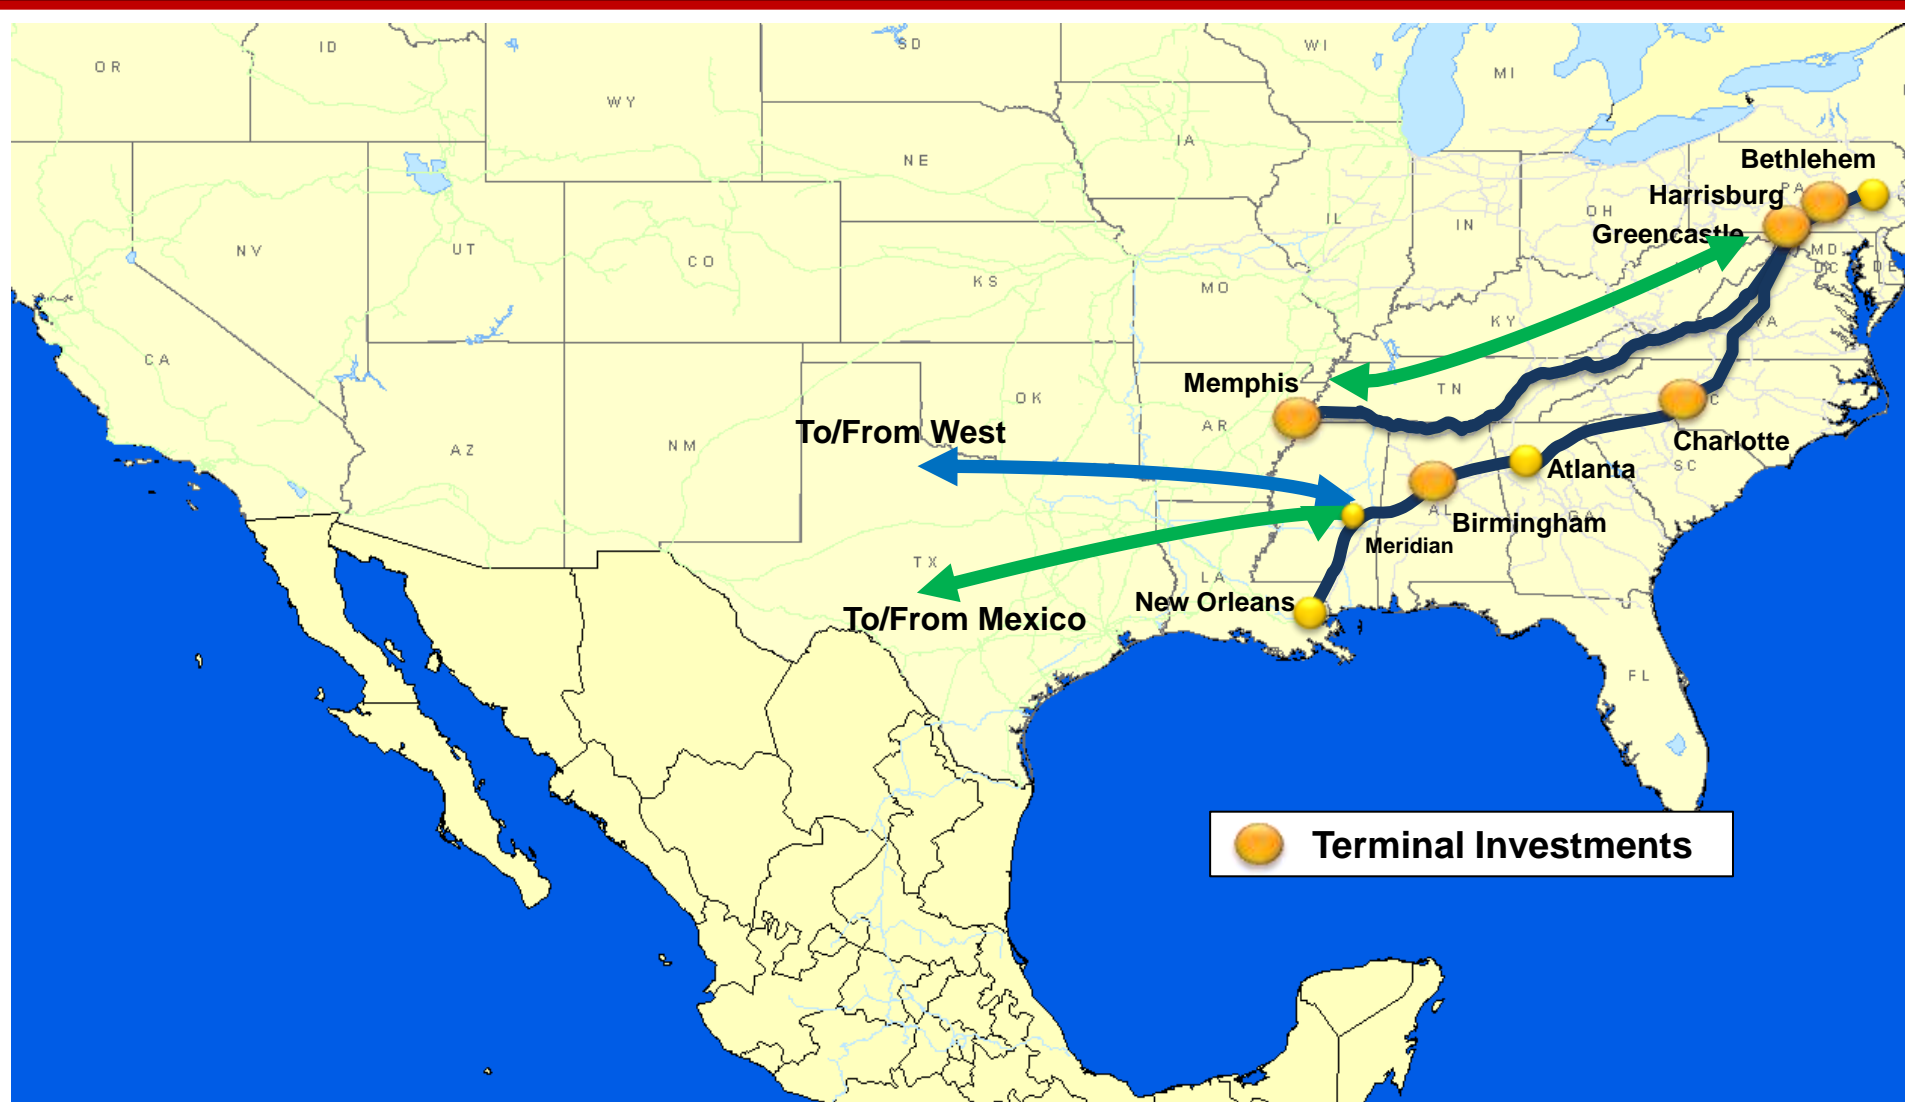 ID
SD
WI
OR
MI
WY
IA
NE
Bethlehem
PA
Harrisburg
OH
IL
IN
Greencastle
NV
UT
MD
CO
DC
DE
KS
MO
KY
VA
CA
Memphis
TN
OK
AR
To/From West
Charlotte
AZ
NM
SC
Atlanta
AL
GA
Birmingham
Meridian
TX
LA
New Orleans
To/From Mexico
FL
Terminal Investments